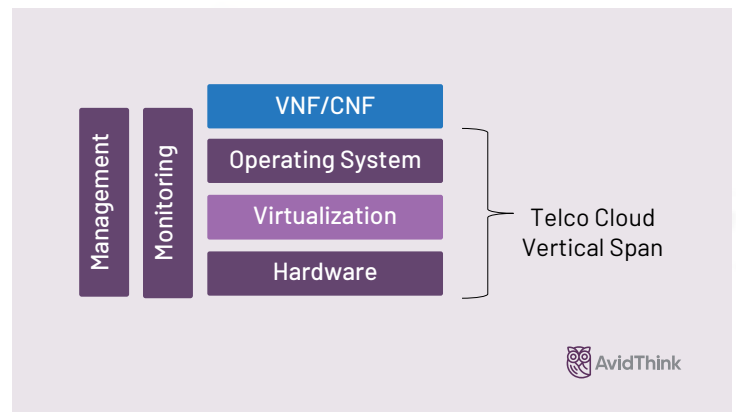 Management
Monitoring
VNF/CNF
Operating System
Virtualization
Hardware
Telco Cloud
Vertical Span
AvidThink